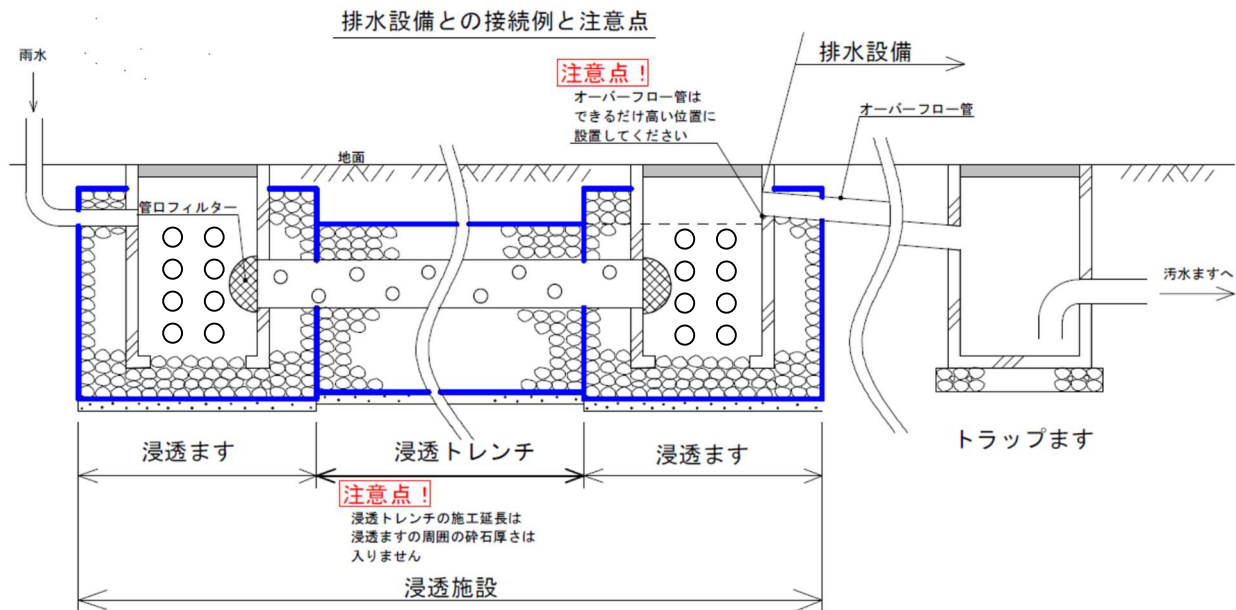 排水設備との接続例と注意点
雨水
注意点!
オーバーフロー管は
できるだけ高い位置に
設置してください
排水設備
オーバーフロー管
地面
管口フィルター
汚水ますへ
浸透ます
浸透トレンチ
浸透ます
トラップます
注意点!
浸透トレンチの施工延長は
浸透ますの周囲の砕石厚さは
入りません
浸透施設